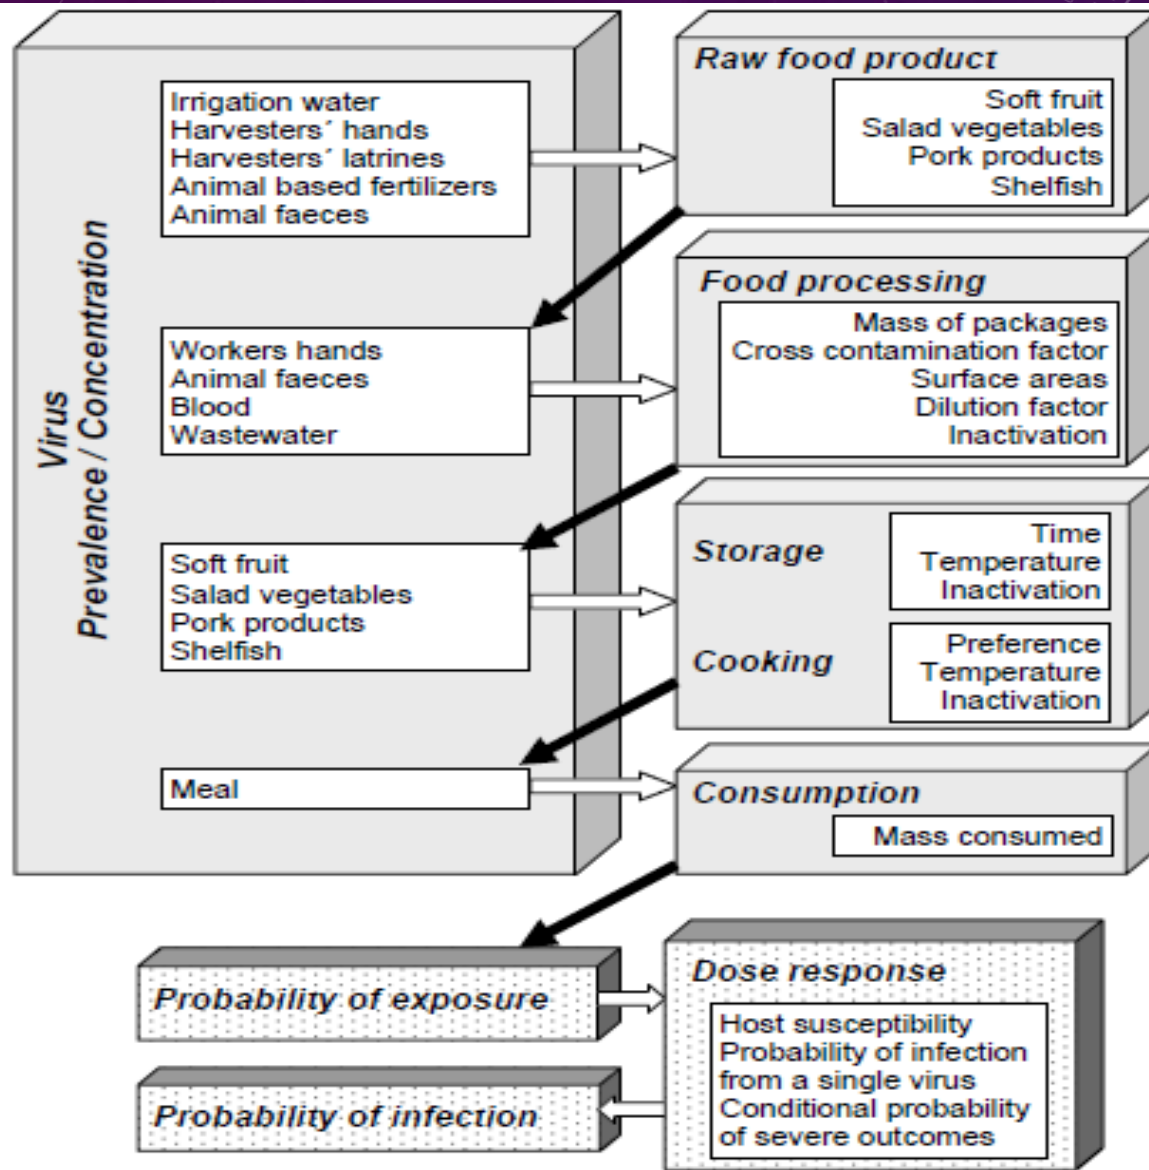 Virus
Prevalence / Concentration
Irrigation water
Harvesters´ hands
Harvesters´ latrines
Animal based fertilizers
Animal faeces
Raw food product
Soft fruit
Salad vegetables
Pork products
Shelfish
Workers hands
Animal faeces
Blood
Wastewater
Food processing
Mass of packages
Cross contamination factor
Surface areas
Dilution factor
Inactivation
Soft fruit
Salad vegetables
Pork products
Shelfish
Storage
Time
Temperature
Inactivation
Cooking
Preference
Temperature
Inactivation
Meal
Consumption
Mass consumed
Probability of exposure
Dose response
Host susceptibility
Probability of infection
from a single virus
Conditional probability
of severe outcomes
Probability of infection